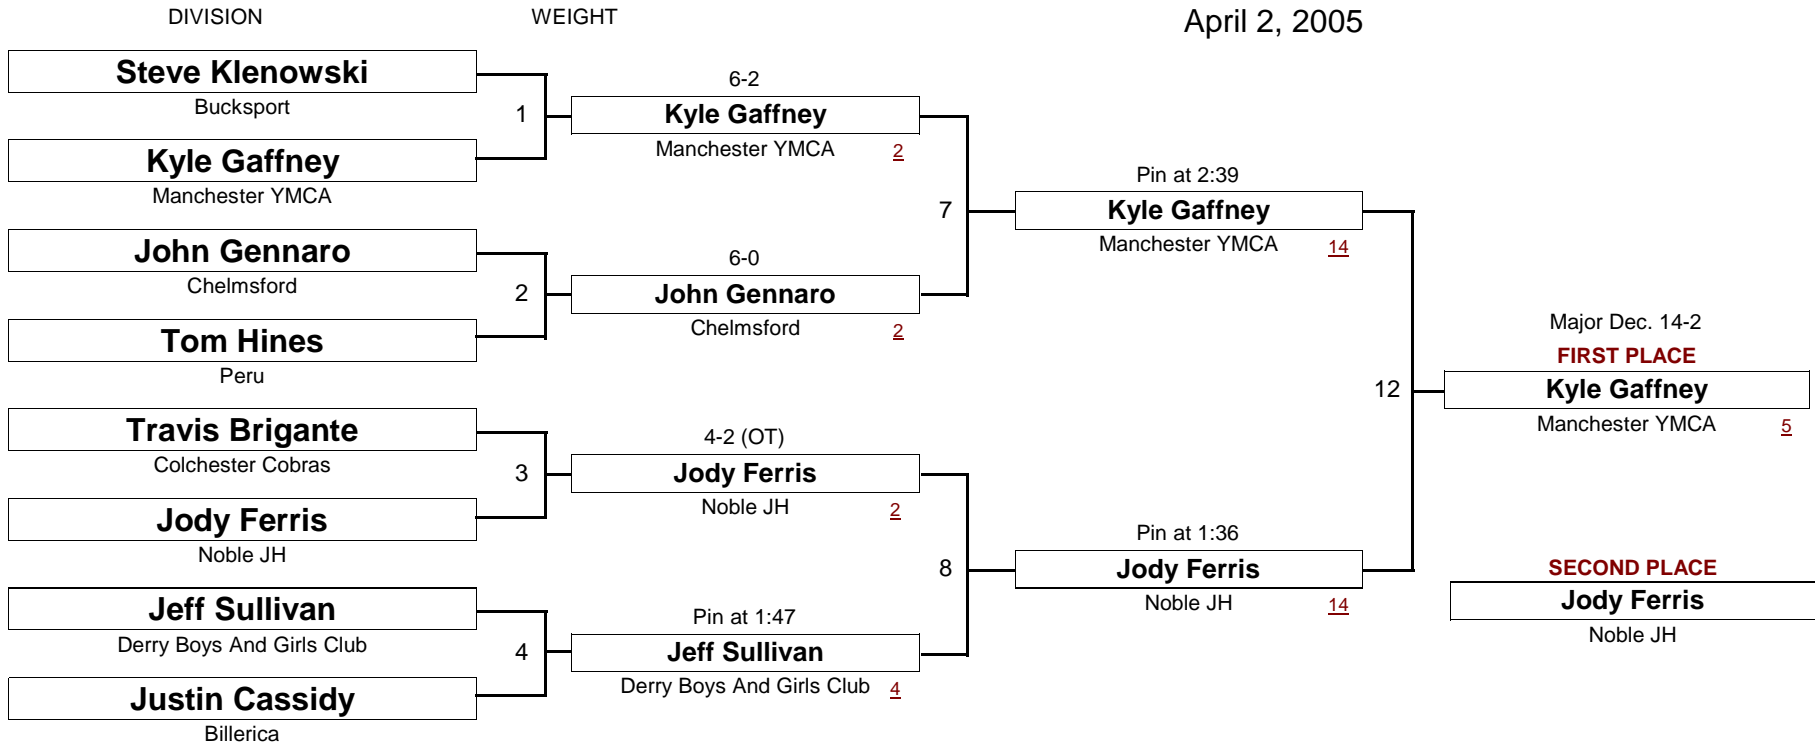 DIVISION
WEIGHT
April 2, 2005
Steve Klenowski
Bucksport
1
Kyle Gaffney
Manchester YMCA
John Gennaro
Chelmsford
2
Tom Hines
Peru
Travis Brigante
Colchester Cobras
3
Jody Ferris
Noble JH
Jeff Sullivan
Derry Boys And Girls Club
4
Justin Cassidy
Billerica
6-2
Kyle Gaffney
Manchester YMCA 2
7
6-0
John Gennaro
Chelmsford 2
4-2 (OT)
Jody Ferris
Noble JH 2
8
Pin at 1:47
Jeff Sullivan
Derry Boys And Girls Club 4
Pin at 2:39
Kyle Gaffney
Manchester YMCA 14
12
Pin at 1:36
Jody Ferris
Noble JH 14
Major Dec. 14-2
FIRST PLACE
Kyle Gaffney
Manchester YMCA 5
SECOND PLACE
Jody Ferris
Noble JH